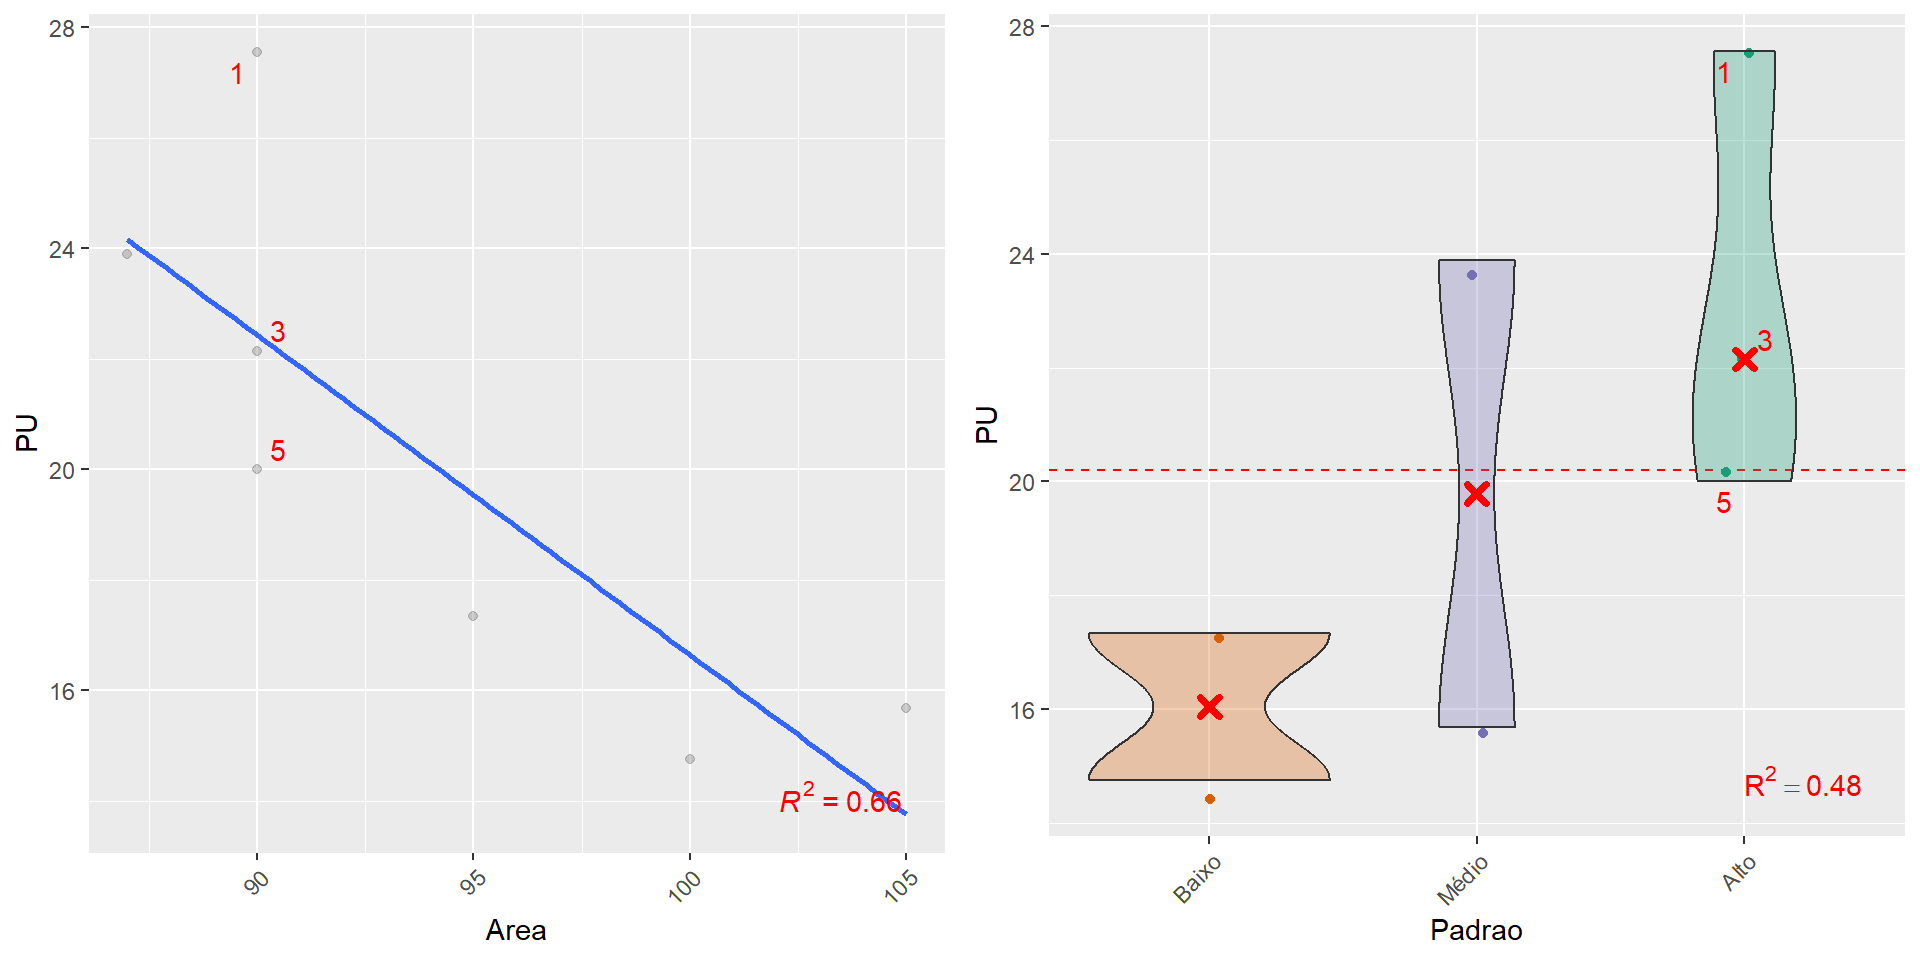 28
24
20
16
PU
1
3
5
R² = 0.66
90
95
100
105
Area
28
24
20
16
PU
1
3
5
R² = 0.48
Baixo
Médio
Alto
Padrao